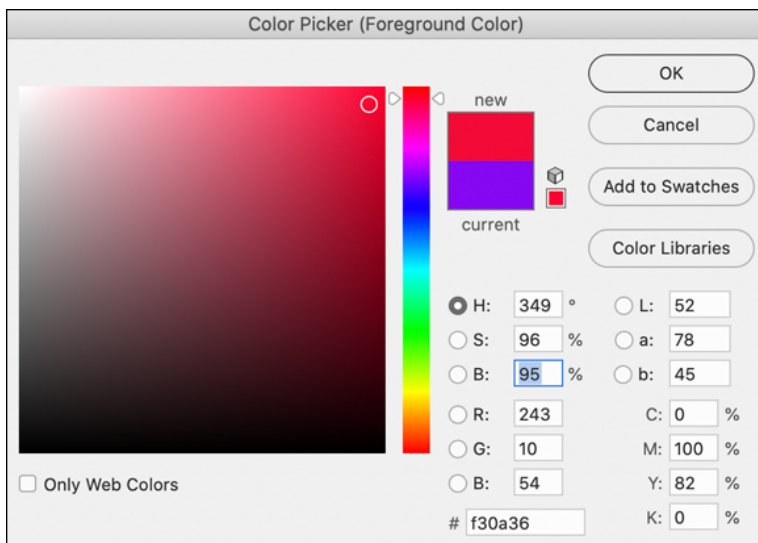 Color Picker (Foreground Color)
OK
new
Cancel
Add to Swatches
current
Color Libraries
H: 349 °
L: 52
S: 96 %
a: 78
B: 95 %
b: 45
R: 243
C: 0 %
G: 10
M: 100 %
B: 54
Y: 82 %
Only Web Colors
# f30a36
K: 0 %